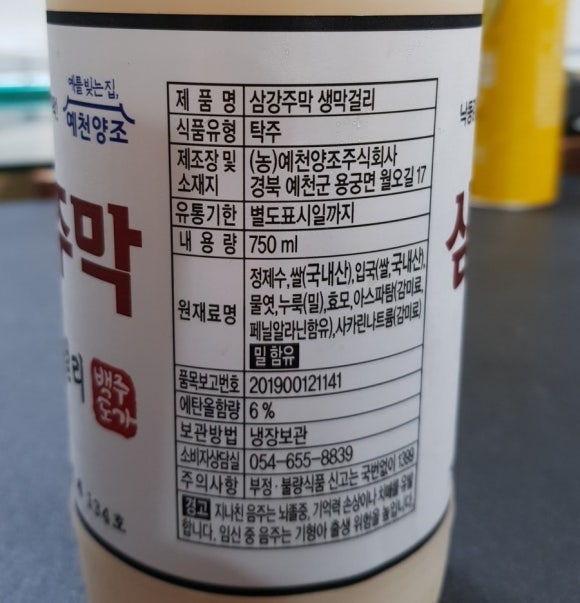 예를 빚는 집,
예천양조
제 품 명 삼강주막 생막걸리
식품유형 탁주
제조장 및 (농)예천양조주식회사
소재지 경북 예천군 용궁면 월오길 17
유통기한 별도표시일까지
내 용 량 750 ml
정제수,쌀(국내산),입국(쌀,국내산),
원재료명 물엿,누룩(밀),효모,아스파탐(감미료,
페닐알라닌함유),사카린나트륨(감미료)
밀 함유
품목보고번호 201900121141
에탄올함량 6 %
보관방법 냉장보관
소비자상담실 054-655-8839
주의사항 부정·불량식품 신고는 국번없이 1399
경고 지나친 음주는 뇌졸중, 기억력 손상이나 치매를 유발
합니다. 임신 중 음주는 기형아 출생 위험을 높입니다.
주막
리
백주
도가
334호
낙동
삼